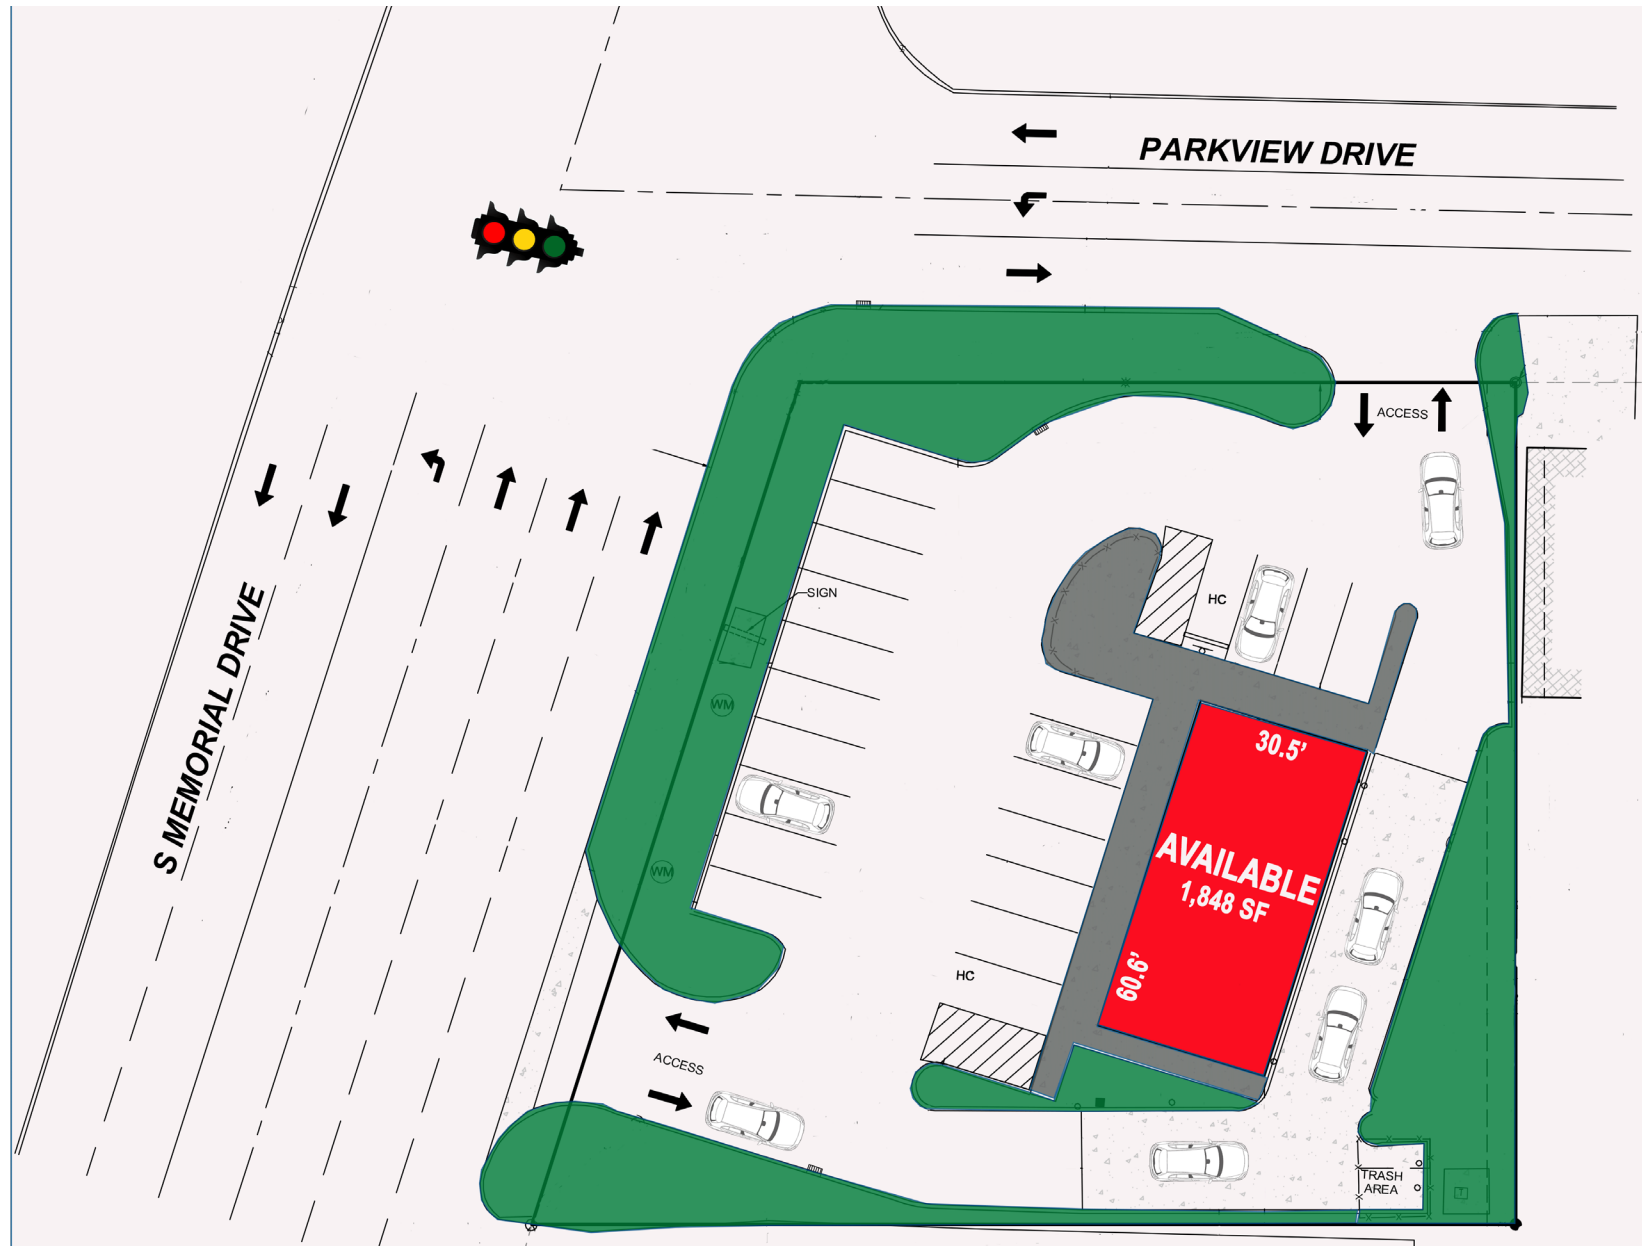 PARKVIEW DRIVE
ACCESS
SIGN
HC
S MEMORIAL DRIVE
WM
30.5'
AVAILABLE
1,848 SF
WM
60.6'
HC
ACCESS
TRASH
AREA
T